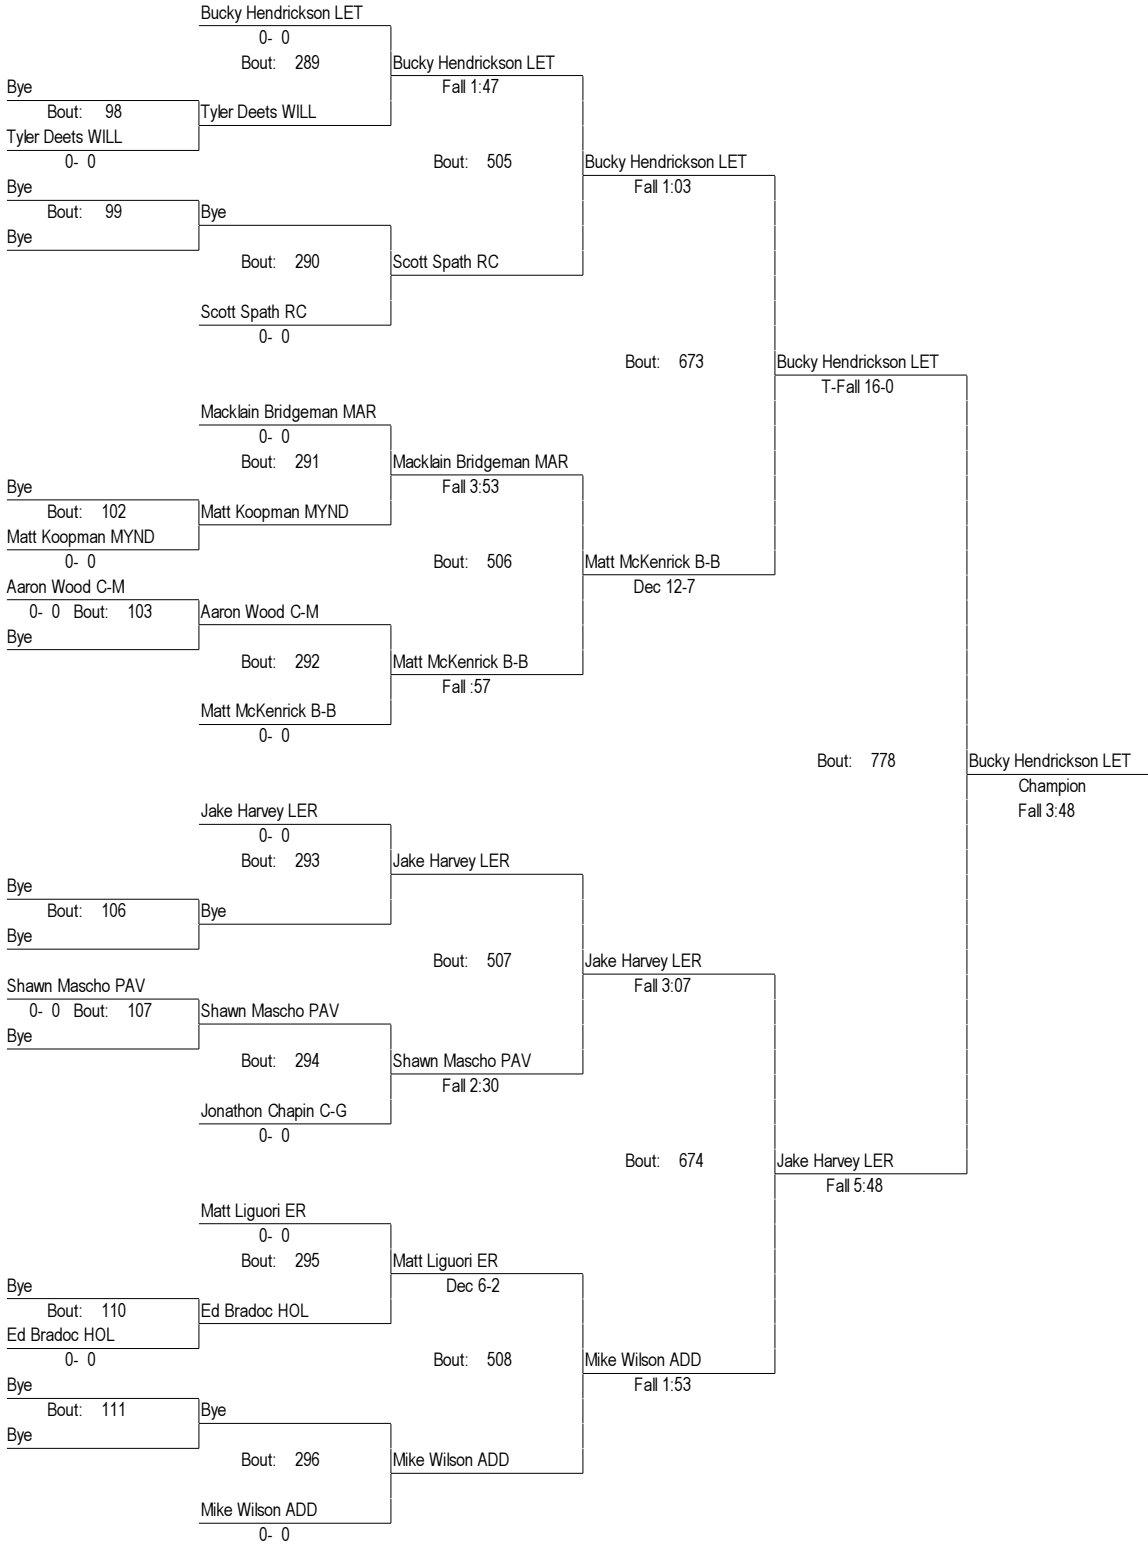 Bucky Hendrickson LET
0- 0
Bout: 289
Bucky Hendrickson LET
Fall 1:47
Bye
Bout: 98
Tyler Deets WILL
Tyler Deets WILL
0- 0
Bout: 505
Bucky Hendrickson LET
Fall 1:03
Bye
Bout: 99
Bye
Bye
Bout: 290
Scott Spath RC
Scott Spath RC
0- 0
Bout: 673
Bucky Hendrickson LET
T-Fall 16-0
Macklain Bridgeman MAR
0- 0
Bout: 291
Macklain Bridgeman MAR
Fall 3:53
Bye
Bout: 102
Matt Koopman MYND
Matt Koopman MYND
0- 0
Bout: 506
Matt McKenrick B-B
Dec 12-7
Aaron Wood C-M
0- 0 Bout: 103
Aaron Wood C-M
Bye
Bout: 292
Matt McKenrick B-B
Fall :57
Matt McKenrick B-B
0- 0
Bout: 778
Bucky Hendrickson LET
Champion
Fall 3:48
Jake Harvey LER
0- 0
Bout: 293
Jake Harvey LER
Bye
Bout: 106
Bye
Bye
Bout: 507
Jake Harvey LER
Fall 3:07
Shawn Mascho PAV
0- 0 Bout: 107
Shawn Mascho PAV
Bye
Bout: 294
Shawn Mascho PAV
Fall 2:30
Jonathon Chapin C-G
0- 0
Bout: 674
Jake Harvey LER
Fall 5:48
Matt Liguori ER
0- 0
Bout: 295
Matt Liguori ER
Dec 6-2
Bye
Bout: 110
Ed Bradoc HOL
Ed Bradoc HOL
0- 0
Bout: 508
Mike Wilson ADD
Fall 1:53
Bye
Bout: 111
Bye
Bye
Bout: 296
Mike Wilson ADD
Mike Wilson ADD
0- 0